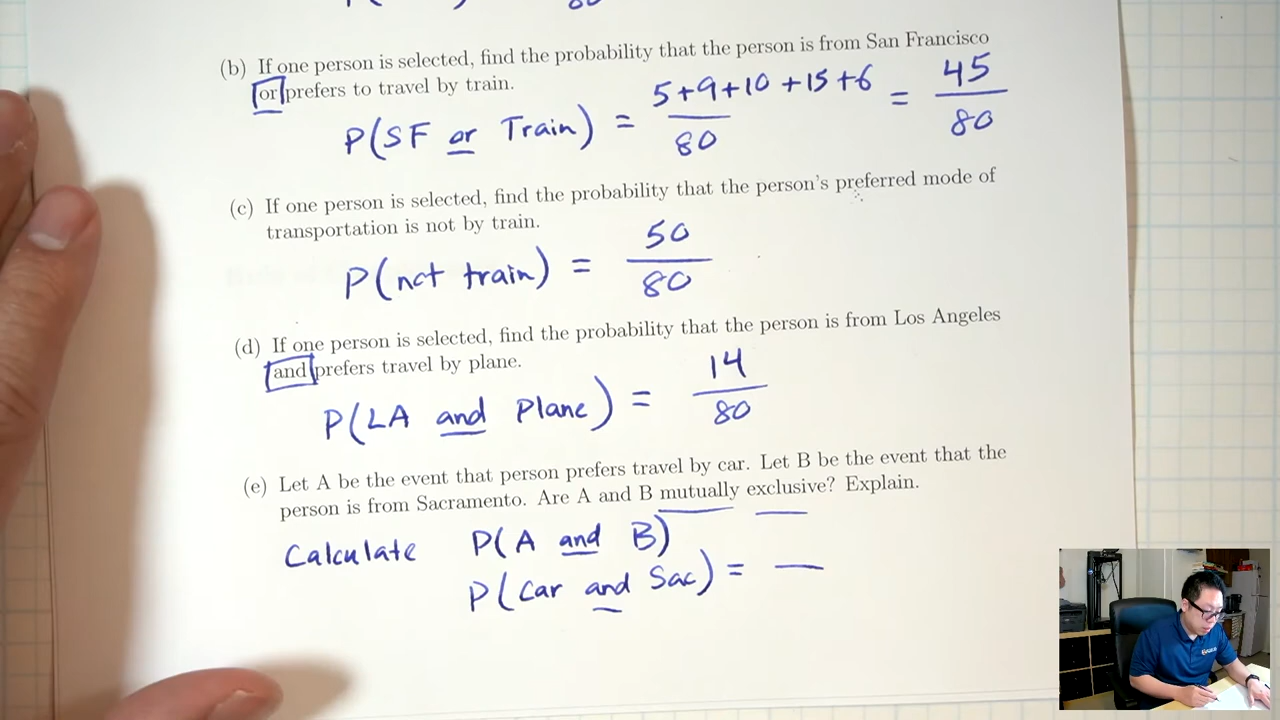 (b) If one person is selected, find the probability that the person is from San Francisco
or prefers to travel by train.
P(SF or Train) = 5+9+10+15+6 / 80 = 45 / 80
(c) If one person is selected, find the probability that the person's preferred mode of
transportation is not by train.
P(not train) = 50 / 80
(d) If one person is selected, find the probability that the person is from Los Angeles
and prefers travel by plane.
P(LA and Plane) = 14 / 80
(e) Let A be the event that person prefers travel by car. Let B be the event that the
person is from Sacramento. Are A and B mutually exclusive? Explain.
Calculate P(A and B)
P(Car and Sac) = —